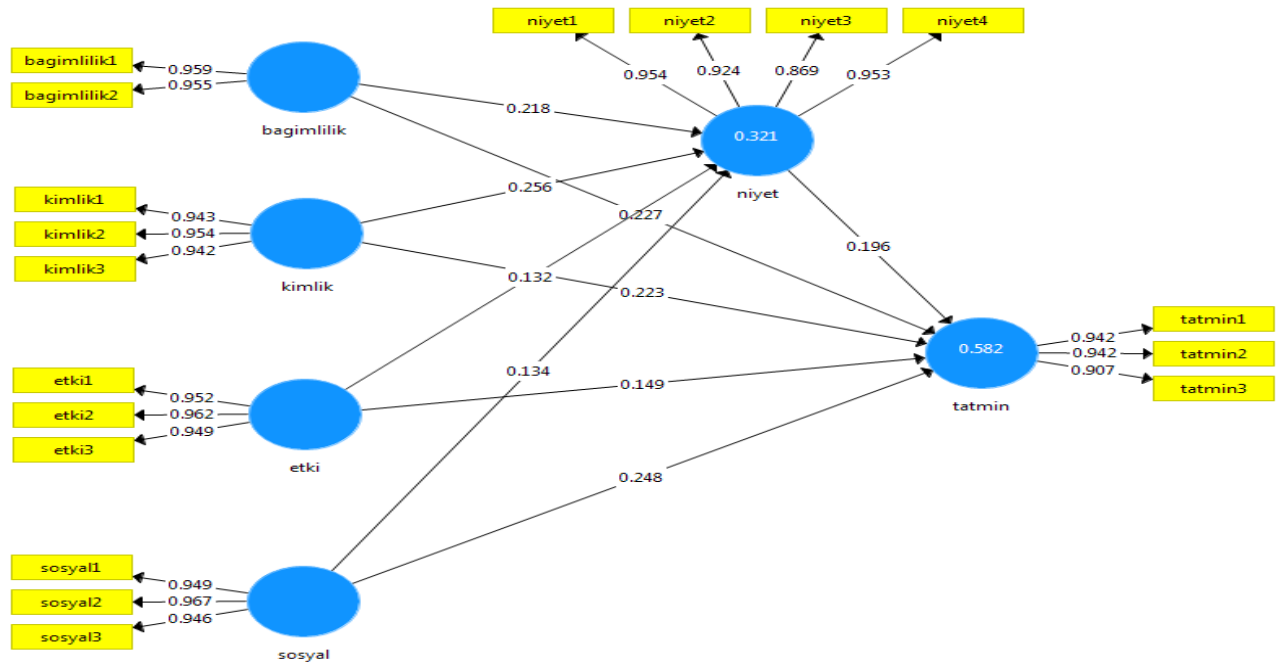 niyet1
niyet2
niyet3
niyet4
0.954
0.924
0.869
0.953
bagimlilik1
bagimlilik2
0.959
0.955
bagimlilik
0.218
0.321
niyet
kimlik1
kimlik2
kimlik3
0.943
0.954
0.942
kimlik
0.256
0.227
0.196
0.132
0.223
0.134
0.149
0.248
0.582
tatmin
0.942
0.942
0.907
tatmin1
tatmin2
tatmin3
etki1
etki2
etki3
0.952
0.962
0.949
etki
sosyal1
sosyal2
sosyal3
0.949
0.967
0.946
sosyal